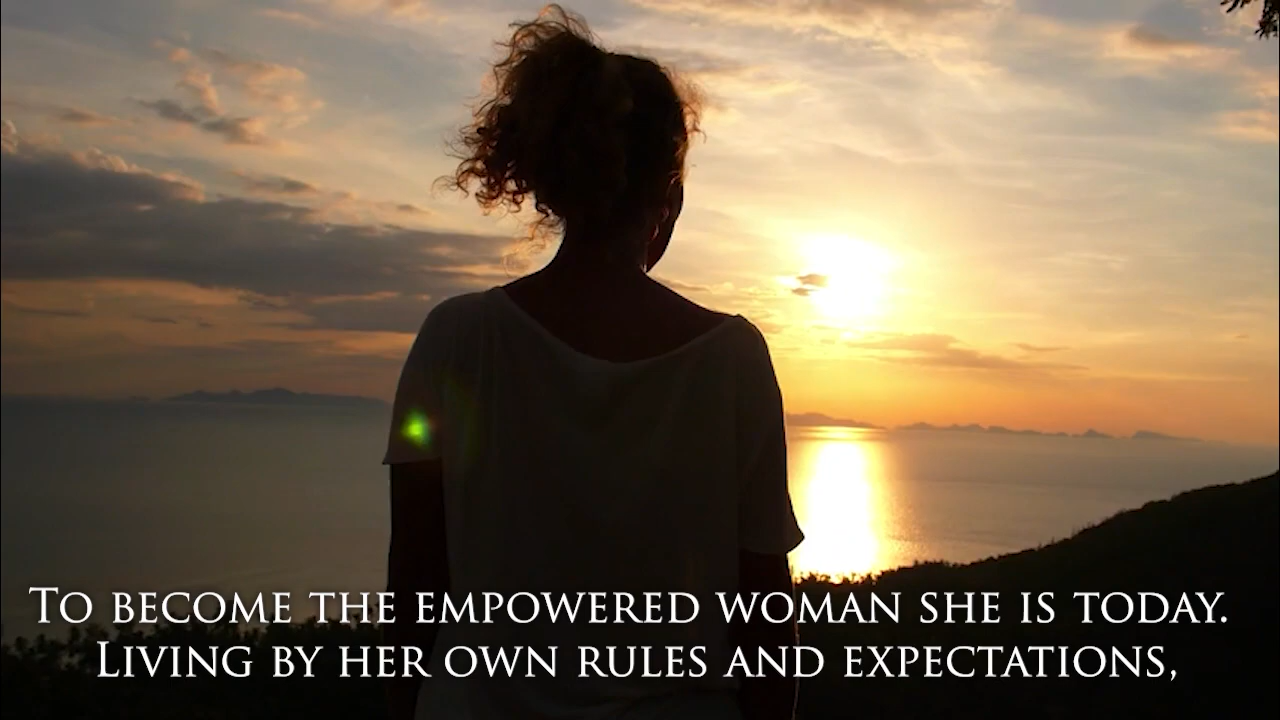 To become the empowered woman she is today.
Living by her own rules and expectations,